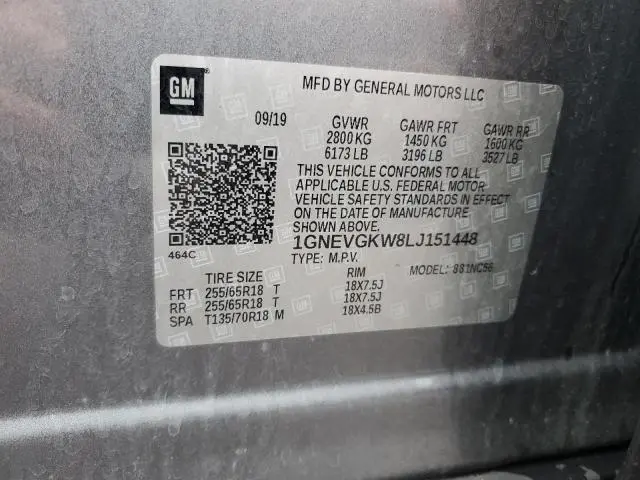 GM
MFD BY GENERAL MOTORS LLC
09/19 GVWR GAWR FRT GAWR RR
2800 KG 1450 KG 1600 KG
6173 LB 3196 LB 3527 LB
THIS VEHICLE CONFORMS TO ALL
APPLICABLE U.S. FEDERAL MOTOR
VEHICLE SAFETY STANDARDS IN EFFECT
ON THE DATE OF MANUFACTURE
SHOWN ABOVE.
1GNEVGKW8LJ151448
464C
TYPE: M.P.V. MODEL: 881NC56
TIRE SIZE RIM
FRT 255/65R18 T 18X7.5J
RR 255/65R18 T 18X7.5J
SPA T135/70R18 M 18X4.5B